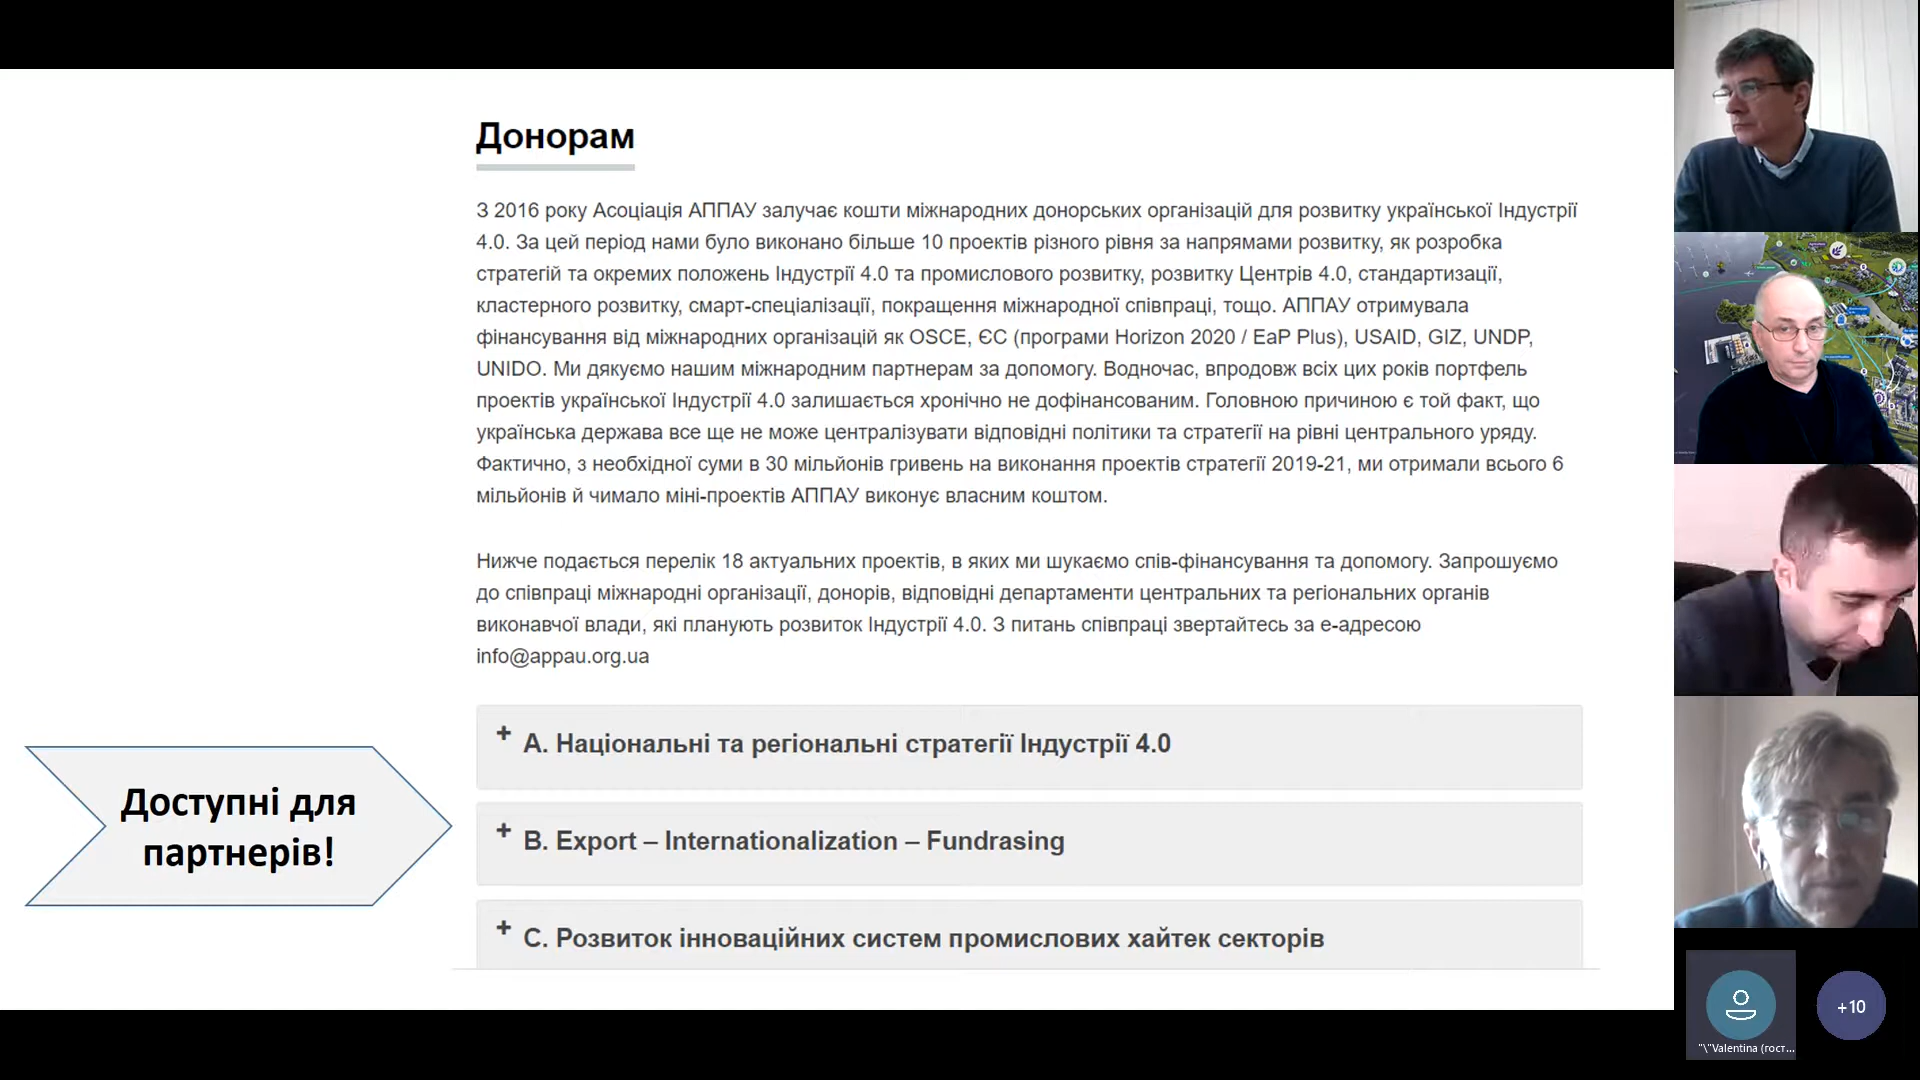 Донорам
З 2016 року Асоціація АППАУ залучає кошти міжнародних донорських організацій для розвитку української Індустрії
4.0. За цей період нами було виконано більше 10 проектів різного рівня за напрямами розвитку, як розробка
стратегій та окремих положень Індустрії 4.0 та промислового розвитку, розвитку Центрів 4.0, стандартизації,
кластерного розвитку, смарт-спеціалізації, покращення міжнародної співпраці, тощо. АППАУ отримувала
фінансування від міжнародних організацій як OSCE, ЄС (програми Horizon 2020 / EaP Plus), USAID, GIZ, UNDP,
UNIDO. Ми дякуємо нашим міжнародним партнерам за допомогу. Водночас, впродовж всіх цих років портфель
проектів української Індустрії 4.0 залишається хронічно не дофінансованим. Головною причиною є той факт, що
українська держава все ще не може централізувати відповідні політики та стратегії на рівні центрального уряду.
Фактично, з необхідної суми в 30 мільйонів гривень на виконання проектів стратегії 2019-21, ми отримали всього 6
мільйонів й чимало міні-проектів АППАУ виконує власним коштом.
Нижче подається перелік 18 актуальних проектів, в яких ми шукаємо спів-фінансування та допомогу. Запрошуємо
до співпраці міжнародні організації, донорів, відповідні департаменти центральних та регіональних органів
виконавчої влади, які планують розвиток Індустрії 4.0. З питань співпраці звертайтесь за е-адресою
info@appau.org.ua
+ А. Національні та регіональні стратегії Індустрії 4.0
Доступні для
партнерів!
+ B. Export – Internationalization – Fundrasing
+ С. Розвиток інноваційних систем промислових хайтек секторів
"\"Valentina (гост...
+10